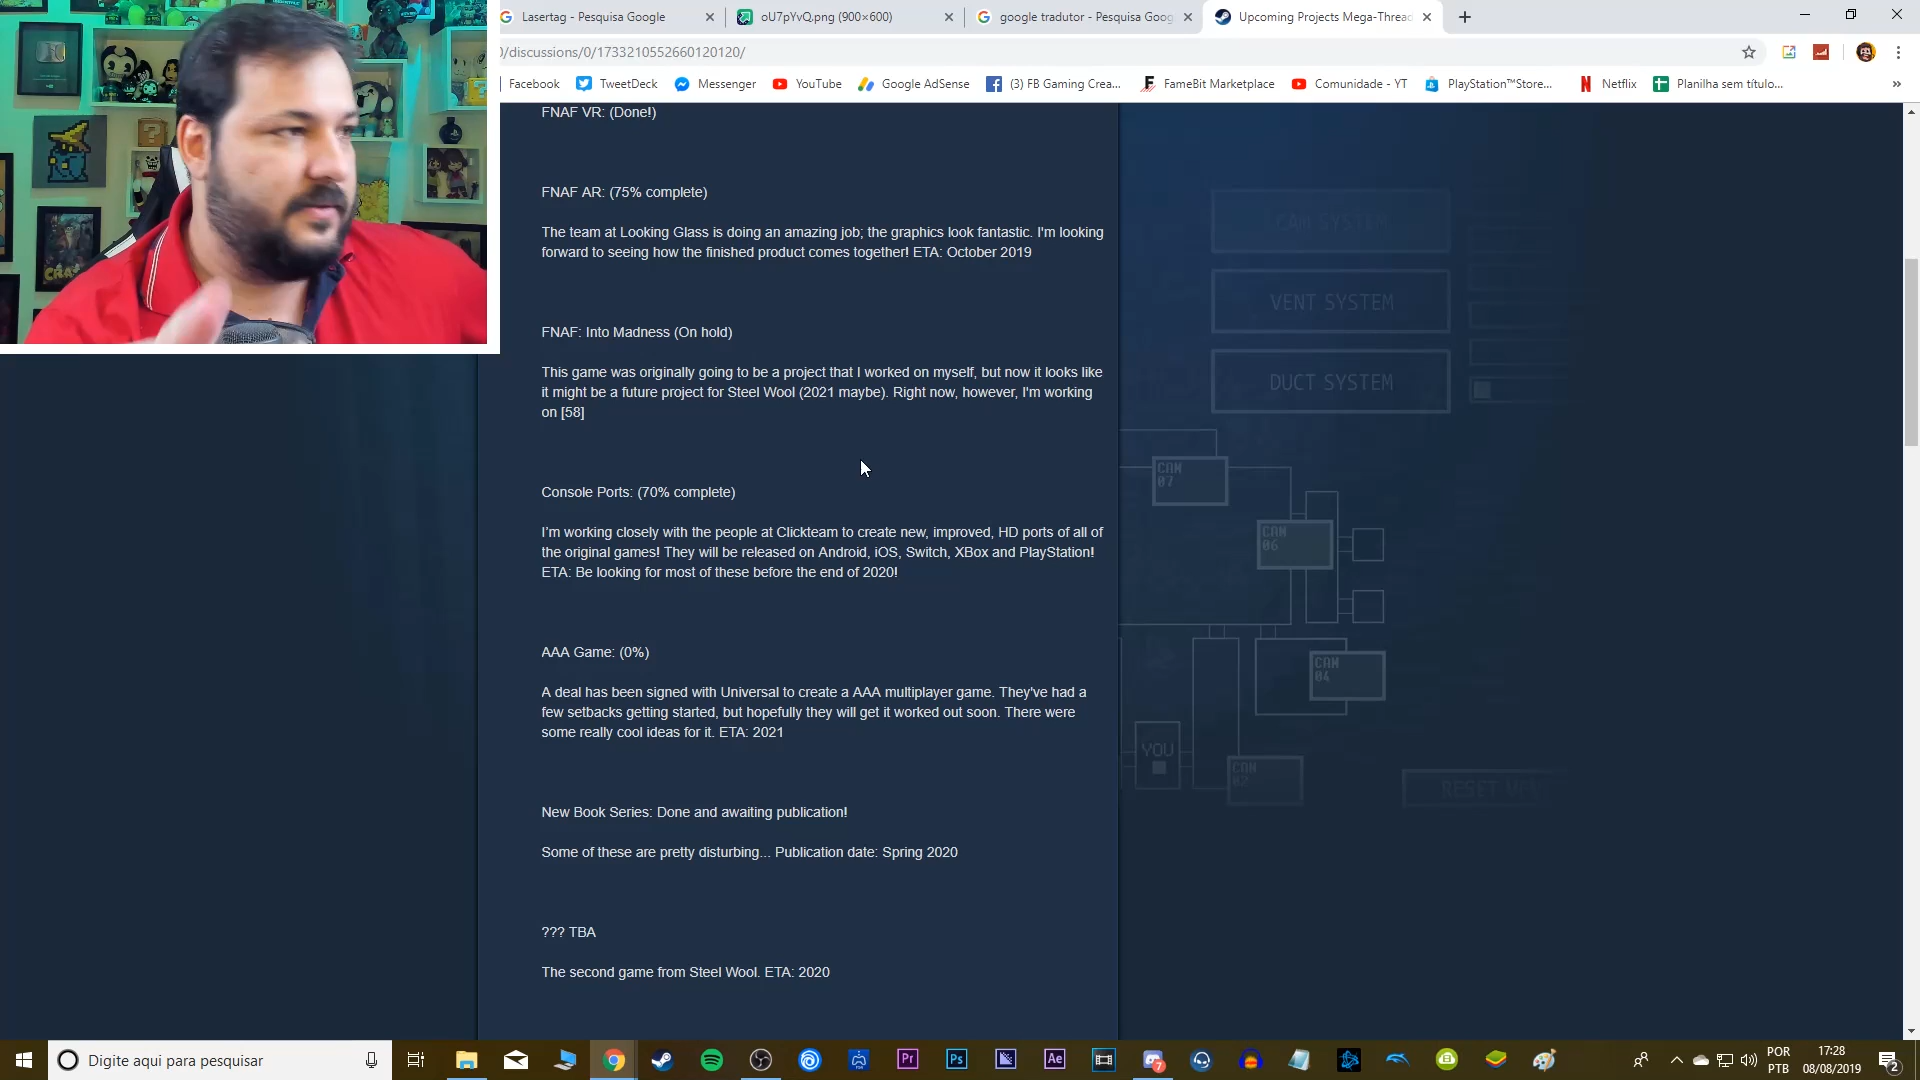 Lasertag - Pesquisa Google
oU7pYvQ.png (900×600)
google tradutor - Pesquisa Goog
Upcoming Projects Mega-Thread
/discussions/0/1733210552660120120/
Facebook
TweetDeck
Messenger
YouTube
Google AdSense
(3) FB Gaming Crea...
FameBit Marketplace
Comunidade - YT
PlayStation™Store...
Netflix
Planilha sem título...
FNAF VR: (Done!)
FNAF AR: (75% complete)
The team at Looking Glass is doing an amazing job; the graphics look fantastic. I'm looking
forward to seeing how the finished product comes together! ETA: October 2019
FNAF: Into Madness (On hold)
This game was originally going to be a project that I worked on myself, but now it looks like
it might be a future project for Steel Wool (2021 maybe). Right now, however, I'm working
on [58]
Console Ports: (70% complete)
I'm working closely with the people at Clickteam to create new, improved, HD ports of all of
the original games! They will be released on Android, iOS, Switch, XBox and PlayStation!
ETA: Be looking for most of these before the end of 2020!
AAA Game: (0%)
A deal has been signed with Universal to create a AAA multiplayer game. They've had a
few setbacks getting started, but hopefully they will get it worked out soon. There were
some really cool ideas for it. ETA: 2021
New Book Series: Done and awaiting publication!
Some of these are pretty disturbing... Publication date: Spring 2020
??? TBA
The second game from Steel Wool. ETA: 2020
CAM SYSTEM
VENT SYSTEM
DUCT SYSTEM
CAM
07
CAM
06
CAM
04
YOU
CAM
02
Digite aqui para pesquisar
Pr
Ps
Ae
7
POR
PTB
17:28
08/08/2019
2